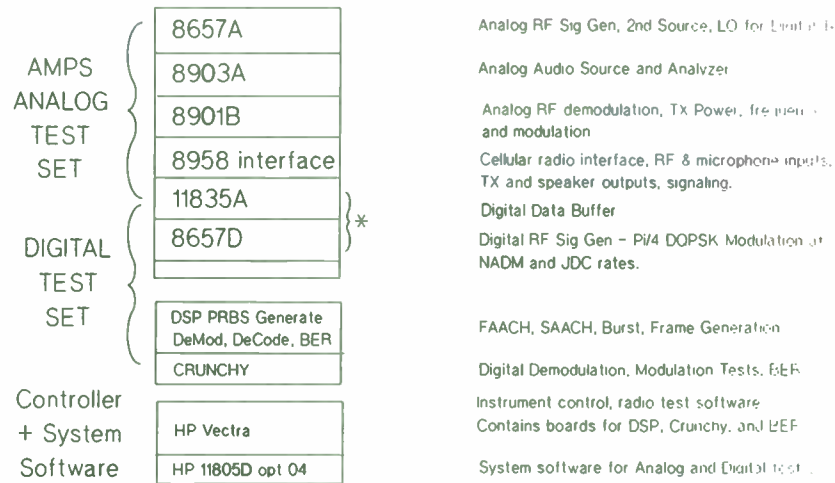 8657A
Analog RF Sig Gen, 2nd Source, LO for
AMPS
ANALOG
TEST
SET
8903A
Analog Audio Source and Analyzer
8901B
Analog RF demodulation, TX Power,
and modulation
8958 interface
Cellular radio interface, RF & microphone inputs,
TX and speaker outputs, signaling.
11835A
Digital Data Buffer
*
8657D
Digital RF Sig Gen - Pi/4 DQPSK Modulation at
NADM and JDC rates.
DIGITAL
TEST
SET
DSP PRBS Generate
DeMod, DeCode, BER
FAACH, SAACH, Burst, Frame Generation
CRUNCHY
Digital Demodulation, Modulation Tests, BER
Controller
+ System
Software
HP Vectra
Instrument control, radio test software
Contains boards for DSP, Crunchy, and BER
HP 11805D opt 04
System software for Analog and Digital test